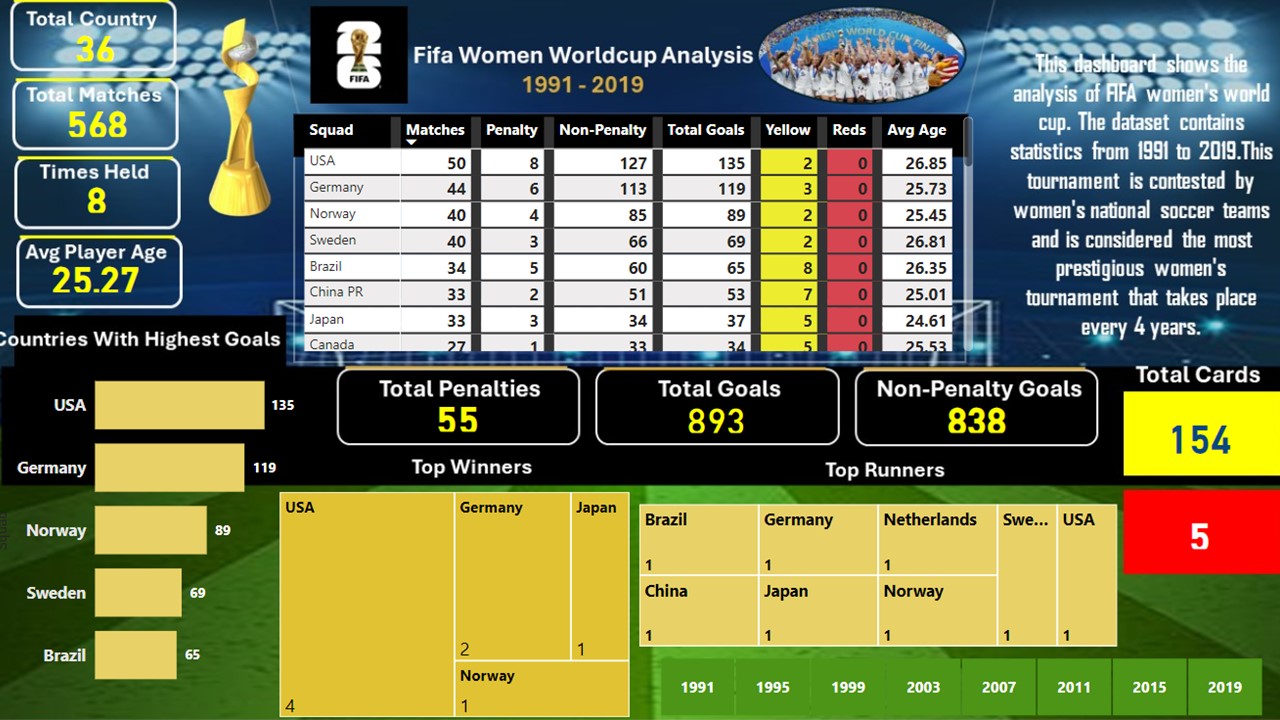 Total Country
36
Total Matches
568
Times Held
8
Avg Player Age
25.27
FIFA
Fifa Women Worldcup Analysis
1991 - 2019
WOMEN'S WORLD CUP FINAL
This dashboard shows the
analysis of FIFA women's world
cup. The dataset contains
statistics from 1991 to 2019.This
tournament is contested by
women's national soccer teams
and is considered the most
prestigious women's
tournament that takes place
every 4 years.
Squad Matches Penalty Non-Penalty Total Goals Yellow Reds Avg Age
USA 50 8 127 135 2 0 26.85
Germany 44 6 113 119 3 0 25.73
Norway 40 4 85 89 2 0 25.45
Sweden 40 3 66 69 2 0 26.81
Brazil 34 5 60 65 8 0 26.35
China PR 33 2 51 53 7 0 25.01
Japan 33 3 34 37 5 0 24.61
Canada 27 1 33 34 5 0 25.53
Countries With Highest Goals
USA 135
Germany 119
Norway 89
Sweden 69
Brazil 65
Squad
Total Penalties
55
Total Goals
893
Non-Penalty Goals
838
Total Cards
154
5
Top Winners
USA
4
Germany
2
Japan
1
Norway
1
Top Runners
Brazil
1
Germany
1
Netherlands
1
Swe...
1
USA
1
China
1
Japan
1
Norway
1
1991 1995 1999 2003 2007 2011 2015 2019